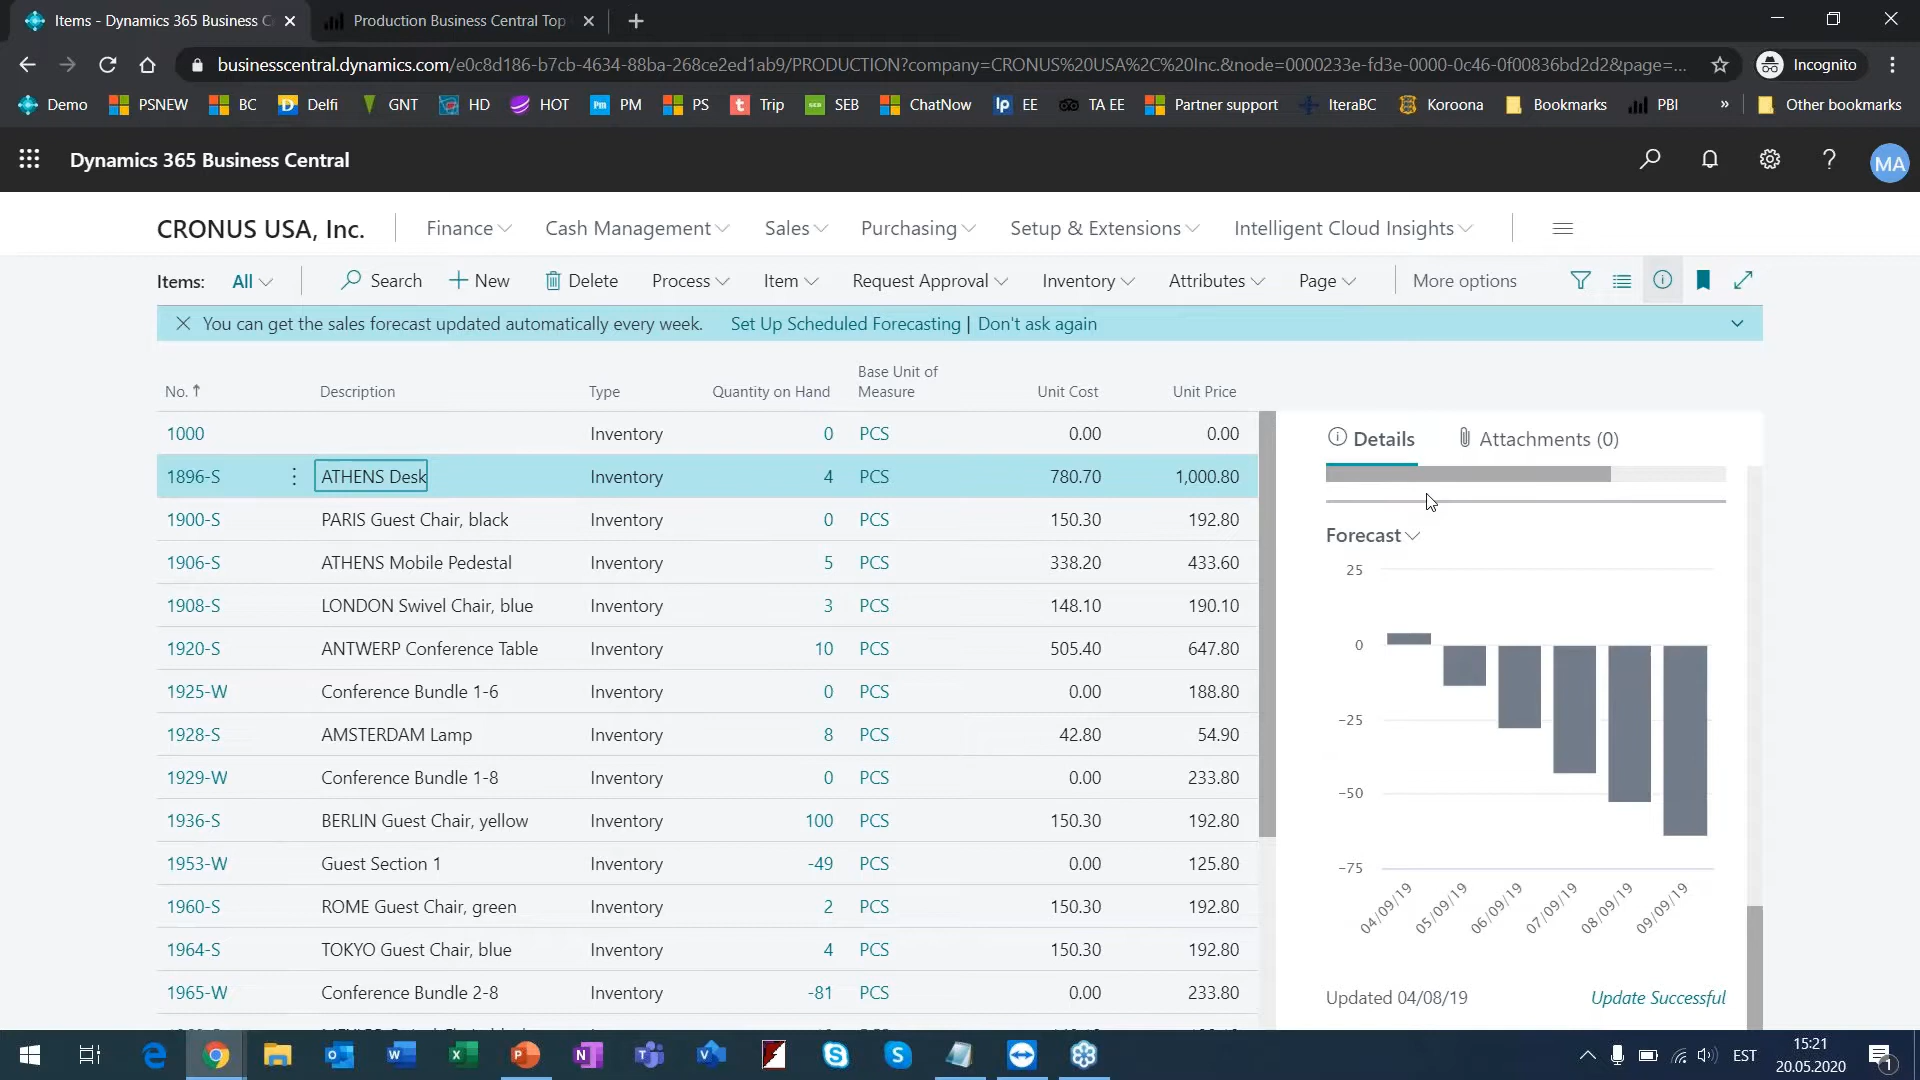 Items - Dynamics 365 Business C
Production Business Central Top
businesscentral.dynamics.com/e0c8d186-b7cb-4634-88ba-268ce2ed1ab9/PRODUCTION?company=CRONUS%20USA%2C%20Inc.&node=0000233e-fd3e-0000-0c46-0f00836bd2d2&page=...
Incognito
Demo PSNEW BC Delfi GNT HD HOT PM PS Trip SEB ChatNow EE TA EE Partner support IteraBC Koroona Bookmarks PBI » Other bookmarks
Dynamics 365 Business Central
MA
CRONUS USA, Inc. Finance Cash Management Sales Purchasing Setup & Extensions Intelligent Cloud Insights
Items: All Search New Delete Process Item Request Approval Inventory Attributes Page More options
You can get the sales forecast updated automatically every week. Set Up Scheduled Forecasting | Don't ask again
No. ↑ Description Type Quantity on Hand Base Unit of Measure Unit Cost Unit Price
1000 Inventory 0 PCS 0.00 0.00
1896-S ATHENS Desk Inventory 4 PCS 780.70 1,000.80
1900-S PARIS Guest Chair, black Inventory 0 PCS 150.30 192.80
1906-S ATHENS Mobile Pedestal Inventory 5 PCS 338.20 433.60
1908-S LONDON Swivel Chair, blue Inventory 3 PCS 148.10 190.10
1920-S ANTWERP Conference Table Inventory 10 PCS 505.40 647.80
1925-W Conference Bundle 1-6 Inventory 0 PCS 0.00 188.80
1928-S AMSTERDAM Lamp Inventory 8 PCS 42.80 54.90
1929-W Conference Bundle 1-8 Inventory 0 PCS 0.00 233.80
1936-S BERLIN Guest Chair, yellow Inventory 100 PCS 150.30 192.80
1953-W Guest Section 1 Inventory -49 PCS 0.00 125.80
1960-S ROME Guest Chair, green Inventory 2 PCS 150.30 192.80
1964-S TOKYO Guest Chair, blue Inventory 4 PCS 150.30 192.80
1965-W Conference Bundle 2-8 Inventory -81 PCS 0.00 233.80
Details Attachments (0)
Forecast
25
0
-25
-50
-75
04/09/19 05/09/19 06/09/19 07/09/19 08/09/19 09/09/19
Updated 04/08/19 Update Successful
EST
15:21
20.05.2020
1